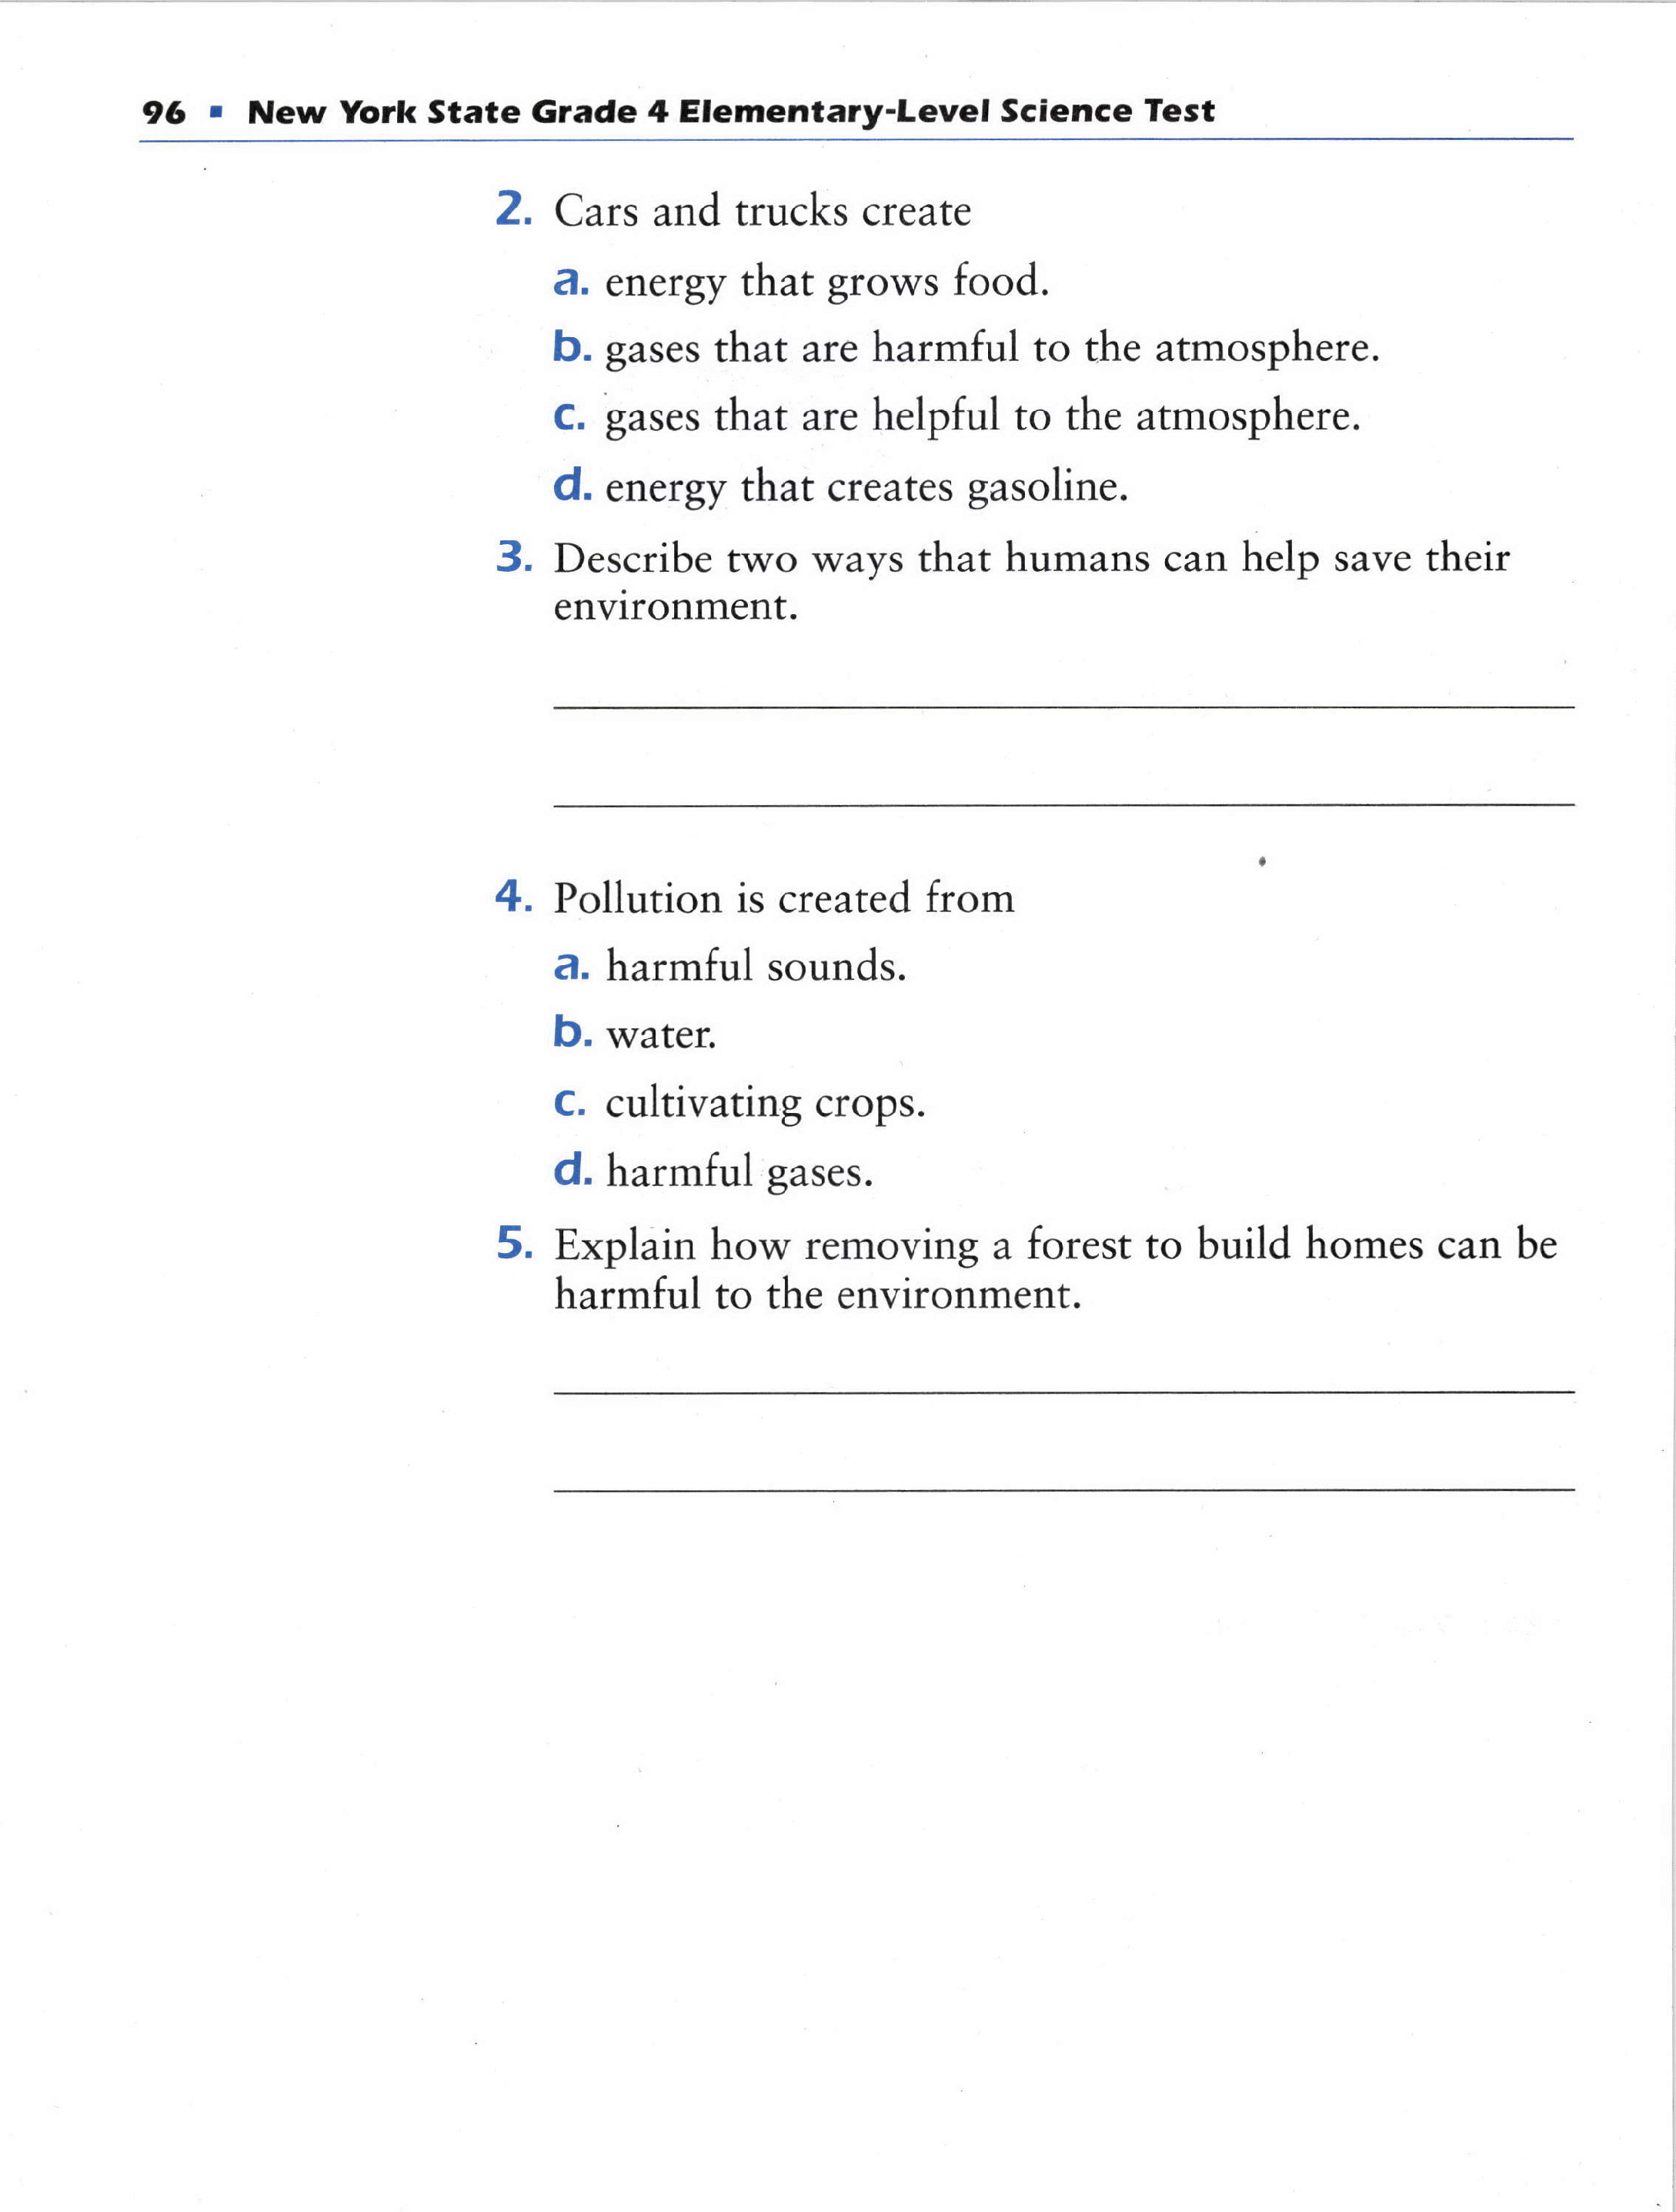 96 ▪ New York State Grade 4 Elementary-Level Science Test
2. Cars and trucks create
a. energy that grows food.
b. gases that are harmful to the atmosphere.
c. gases that are helpful to the atmosphere.
d. energy that creates gasoline.
3. Describe two ways that humans can help save their
environment.
4. Pollution is created from
a. harmful sounds.
b. water.
c. cultivating crops.
d. harmful gases.
5. Explain how removing a forest to build homes can be
harmful to the environment.